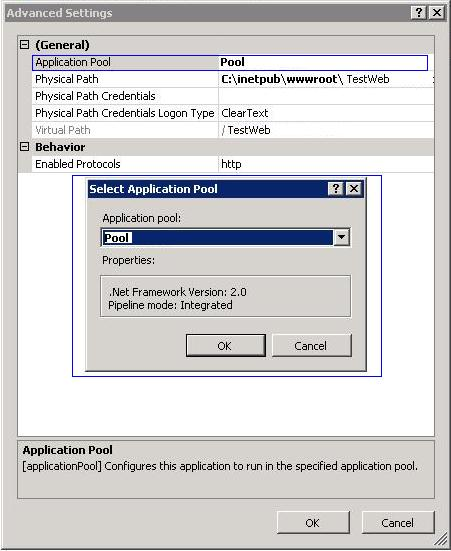 Advanced Settings
(General)
Application Pool Pool
Physical Path C:\inetpub\wwwroot\ TestWeb
Physical Path Credentials
Physical Path Credentials Logon Type ClearText
Virtual Path / TestWeb
Behavior
Enabled Protocols http
Select Application Pool
Application pool:
Pool
Properties:
.Net Framework Version: 2.0
Pipeline mode: Integrated
OK Cancel
Application Pool
[applicationPool] Configures this application to run in the specified application pool.
OK Cancel